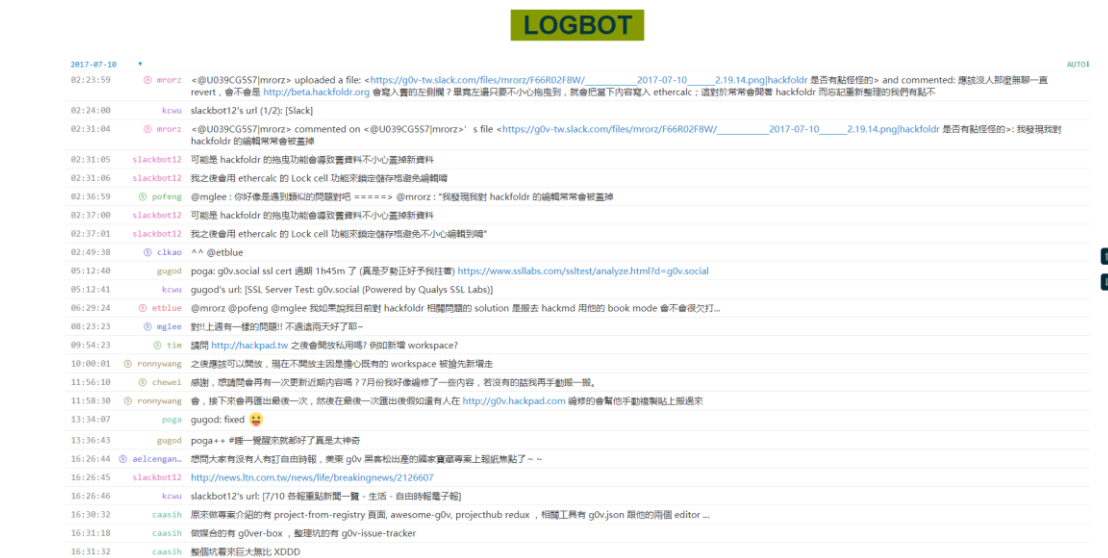 LOGBOT
2017-07-10 ▾ AUTO
02:23:59 mrorz <@U039CG5S7|mrorz> uploaded a file: <https://g0v-tw.slack.com/files/mrorz/F66R02F8W/__________2017-07-10______2.19.14.png|hackfoldr 是否有點怪怪的> and commented: 應該沒人那麼無聊一直
revert，會不會是 http://beta.hackfoldr.org 會寫入舊的左側欄？畢竟左邊只要不小心拖曳到，就會把當下內容寫入 ethercalc；這對於常常會開著 hackfoldr 而忘記重新整理的我們有點不
02:24:00 kcwu slackbot12's url (1/2): [Slack]
02:31:04 mrorz <@U039CG5S7|mrorz> commented on <@U039CG5S7|mrorz>’s file <https://g0v-tw.slack.com/files/mrorz/F66R02F8W/__________2017-07-10______2.19.14.png|hackfoldr 是否有點怪怪的>: 我發現我對
hackfoldr 的編輯常常會被蓋掉
02:31:05 slackbot12 可能是 hackfoldr 的拖曳功能會導致舊資料不小心蓋掉新資料
02:31:06 slackbot12 我之後會用 ethercalc 的 Lock cell 功能來鎖定儲存格避免編輯唷
02:36:59 pofeng @mglee : 你好像是遇到類似的問題對吧 =====> @mrorz : "我發現我對 hackfoldr 的編輯常常會被蓋掉
02:37:00 slackbot12 可能是 hackfoldr 的拖曳功能會導致舊資料不小心蓋掉新資料
02:37:01 slackbot12 我之後會用 ethercalc 的 Lock cell 功能來鎖定儲存格避免不小心編輯到唷"
02:49:38 clkao ^^ @etblue
05:12:40 gugod poga: g0v.social ssl cert 過期 1h45m 了 (真是歹勢正好予我拄著) https://www.ssllabs.com/ssltest/analyze.html?d=g0v.social
05:12:41 kcwu gugod's url: [SSL Server Test: g0v.social (Powered by Qualys SSL Labs)]
06:29:24 etblue @mrorz @pofeng @mglee 我如果說我目前對 hackfoldr 相關問題的 solution 是搬去 hackmd 用他的 book mode 會不會很欠打...
08:23:23 mglee 對!!上週有一樣的問題!! 不過這兩天好了耶~
09:54:23 tim 請問 http://hackpad.tw 之後會開放私用嗎? 例如新增 workspace?
10:00:01 ronnywang 之後應該可以開放，現在不開放主因是擔心既有的 workspace 被搶先新增走
11:56:10 chewei 感謝，想請問會再有一次更新近期內容嗎？7月份我好像編修了一些內容，若沒有的話我再手動搬一搬。
11:58:30 ronnywang 會，接下來會再匯出最後一次，然後在最後一次匯出後假如還有人在 http://g0v.hackpad.com 編修的會幫他手動複製貼上搬過來
13:34:07 poga gugod: fixed 😛
13:36:43 gugod poga++ #睡一覺醒來就都好了真是太神奇
16:26:44 aelcengan… 想問大家有沒有人有訂自由時報，美東 g0v 黑客松出產的國家寶藏專案上報紙焦點了~~
16:26:45 slackbot12 http://news.ltn.com.tw/news/life/breakingnews/2126607
16:26:46 kcwu slackbot12's url: [7/10 各報重點新聞一覽 - 生活 - 自由時報電子報]
16:30:32 caasih 原來做專案介紹的有 project-from-registry 頁面, awesome-g0v, projecthub redux ，相關工具有 g0v.json 跟他的兩個 editor ...
16:31:18 caasih 做媒合的有 g0ver-box ，整理坑的有 g0v-issue-tracker
16:31:32 caasih 整個坑看來巨大無比 XDDD